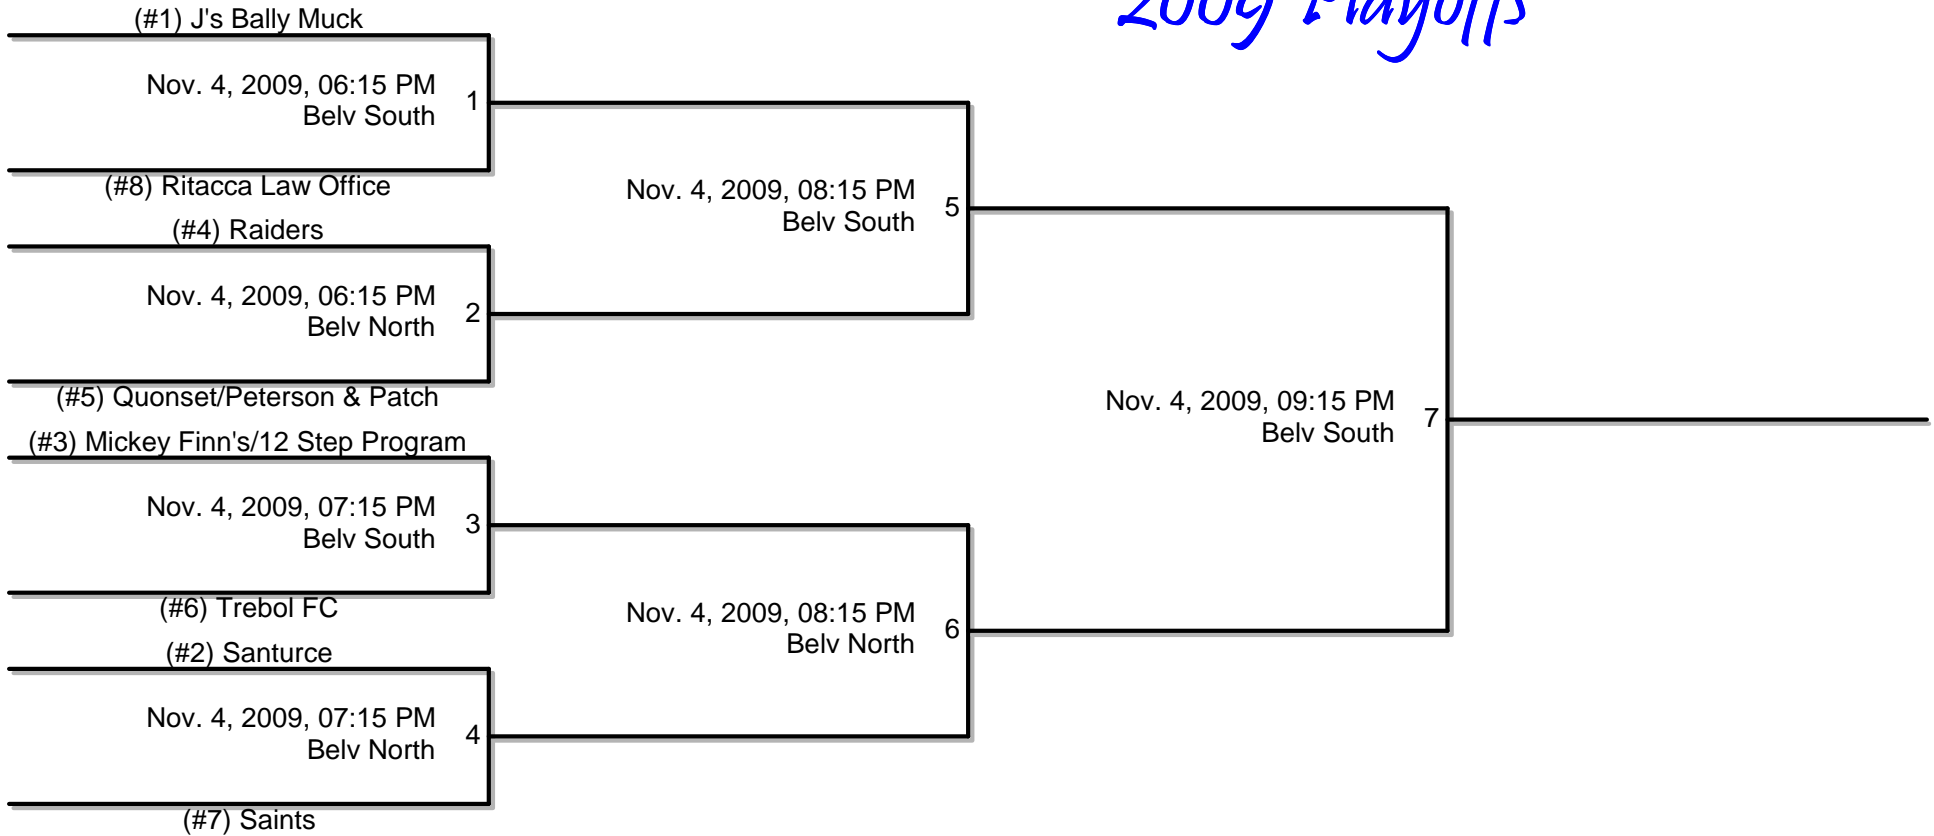 2009 Playoffs
(#1) J's Bally Muck
Nov. 4, 2009, 06:15 PM
Belv South
1
(#8) Ritacca Law Office
(#4) Raiders
Nov. 4, 2009, 06:15 PM
Belv North
2
(#5) Quonset/Peterson & Patch
(#3) Mickey Finn's/12 Step Program
Nov. 4, 2009, 07:15 PM
Belv South
3
(#6) Trebol FC
(#2) Santurce
Nov. 4, 2009, 07:15 PM
Belv North
4
(#7) Saints
Nov. 4, 2009, 08:15 PM
Belv South
5
Nov. 4, 2009, 08:15 PM
Belv North
6
Nov. 4, 2009, 09:15 PM
Belv South
7